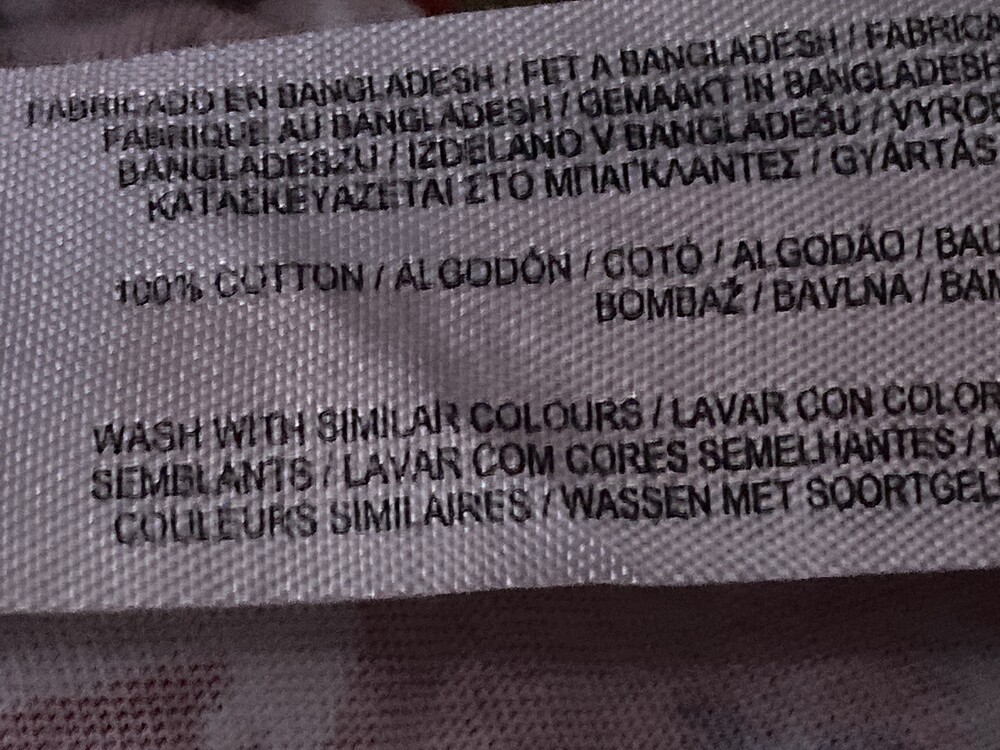 FABRICADO EN BANGLADESH / FET A BANGLADESH / FABRICA
FABRIQUÉ AU BANGLADESH / GEMAAKT IN BANGLADESH
BANGLADESZU / IZDELANO V BANGLADEŠU / VYROB
ΚΑΤΑΣΚΕΥΑΖΕΤΑΙ ΣΤΟ ΜΠΑΓΚΛΑΝΤΕΣ / GYÁRTÁS
100% COTTON / ALGODÓN / COTÓ / ALGODÃO / BAU
BOMBAŽ / BAVLNA / BAM
WASH WITH SIMILAR COLOURS / LAVAR CON COLOR
SEMBLANTS / LAVAR COM CORES SEMELHANTES /
COULEURS SIMILAIRES / WASSEN MET SOORTGEL